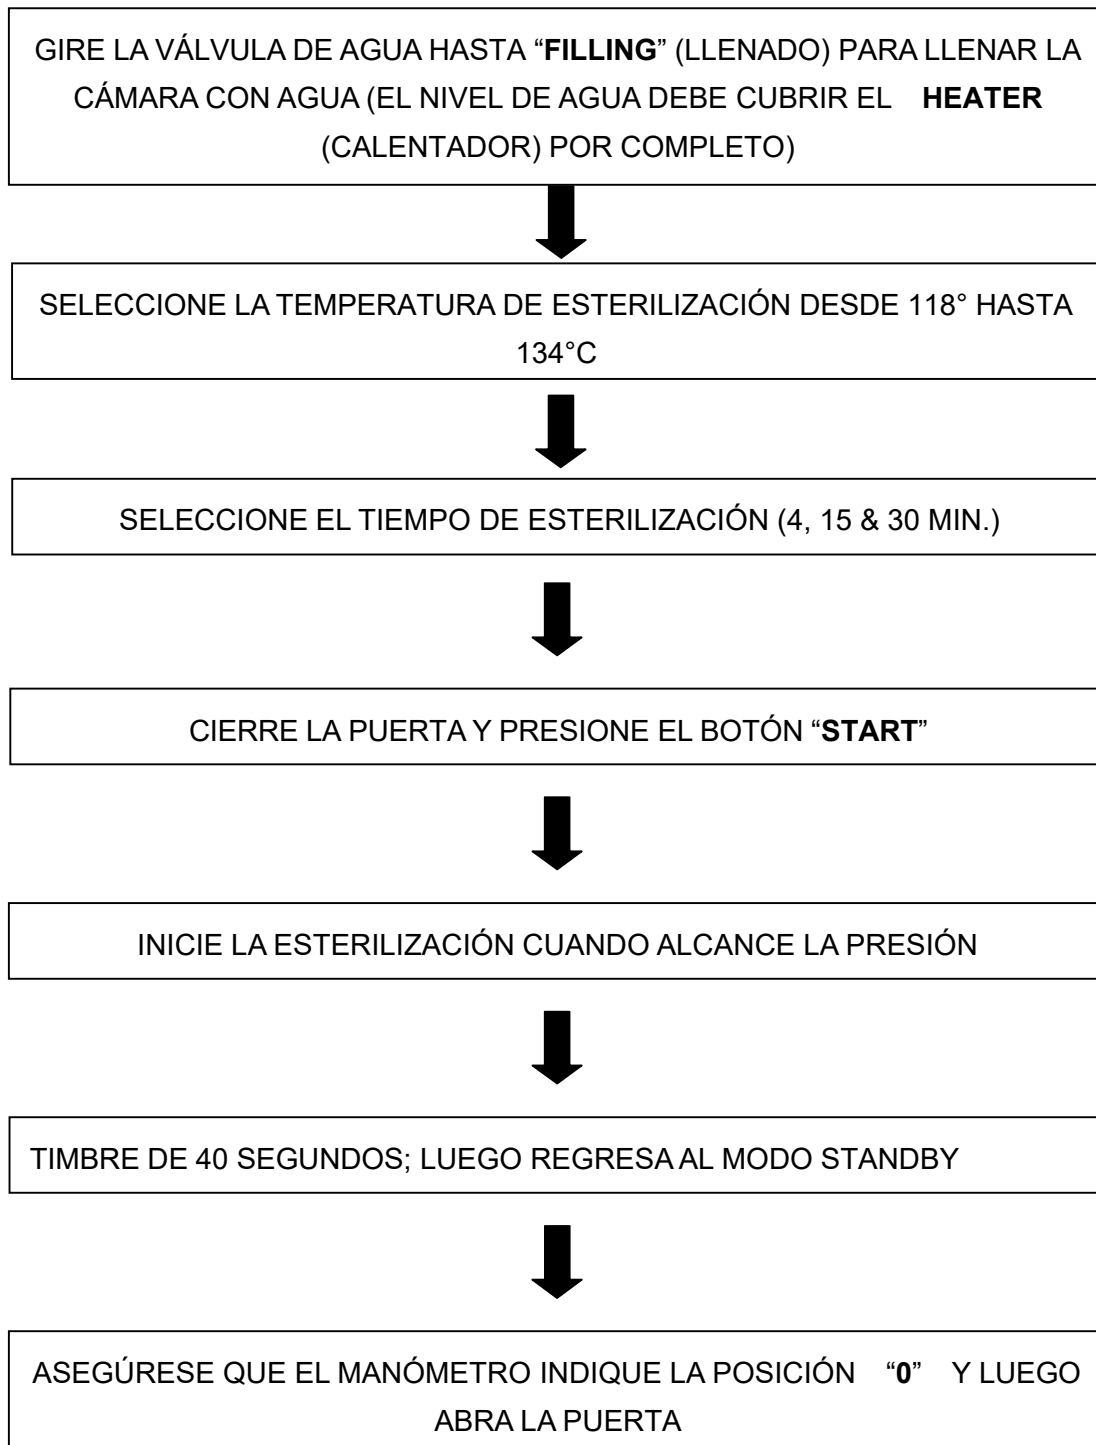 GIRE LA VÁLVULA DE AGUA HASTA “FILLING” (LLENADO) PARA LLENAR LA
CÁMARA CON AGUA (EL NIVEL DE AGUA DEBE CUBRIR EL HEATER
(CALENTADOR) POR COMPLETO)
SELECCIONE LA TEMPERATURA DE ESTERILIZACIÓN DESDE 118° HASTA
134°C
SELECCIONE EL TIEMPO DE ESTERILIZACIÓN (4, 15 & 30 MIN.)
CIERRE LA PUERTA Y PRESIONE EL BOTÓN “START”
INICIE LA ESTERILIZACIÓN CUANDO ALCANCE LA PRESIÓN
TIMBRE DE 40 SEGUNDOS; LUEGO REGRESA AL MODO STANDBY
ASEGÚRESE QUE EL MANÓMETRO INDIQUE LA POSICIÓN “0” Y LUEGO
ABRA LA PUERTA